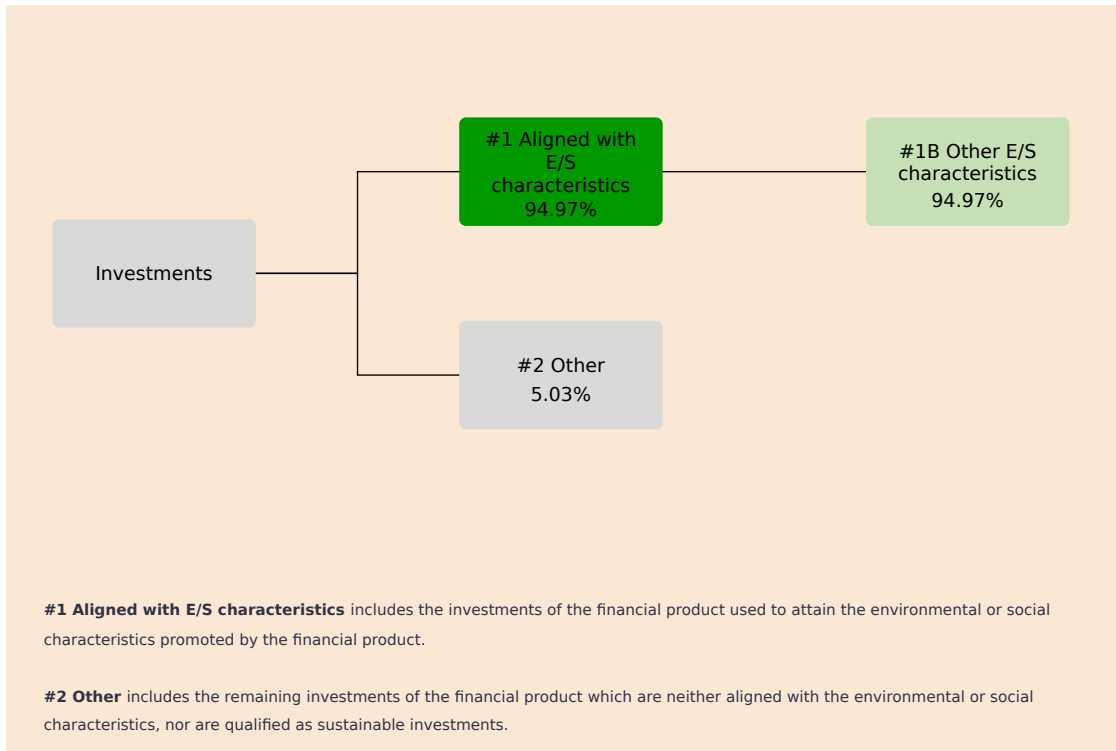 #1 Aligned with
E/S
characteristics
94.97%
#1B Other E/S
characteristics
94.97%
Investments
#2 Other
5.03%
#1 Aligned with E/S characteristics includes the investments of the financial product used to attain the environmental or social
characteristics promoted by the financial product.
#2 Other includes the remaining investments of the financial product which are neither aligned with the environmental or social
characteristics, nor are qualified as sustainable investments.